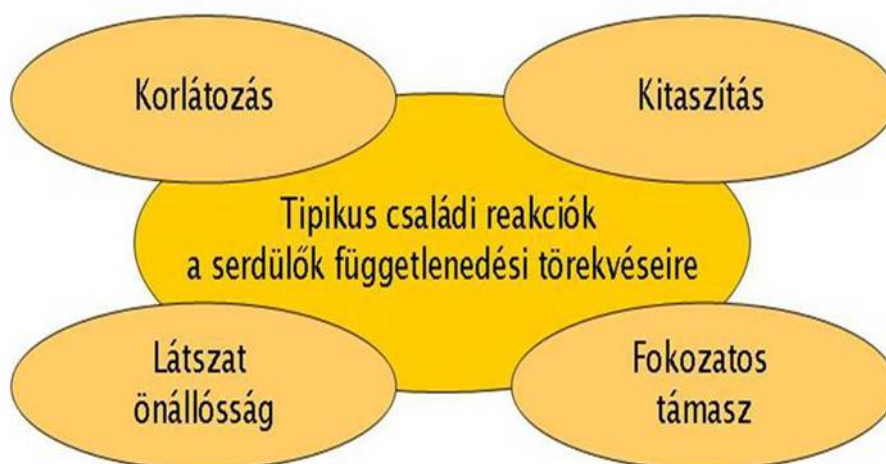 Korlátozás
Kitaszítás
Tipikus családi reakciók
a serdülők függetlenedési törekvéseire
Látszat
önállósság
Fokozatos
támasz